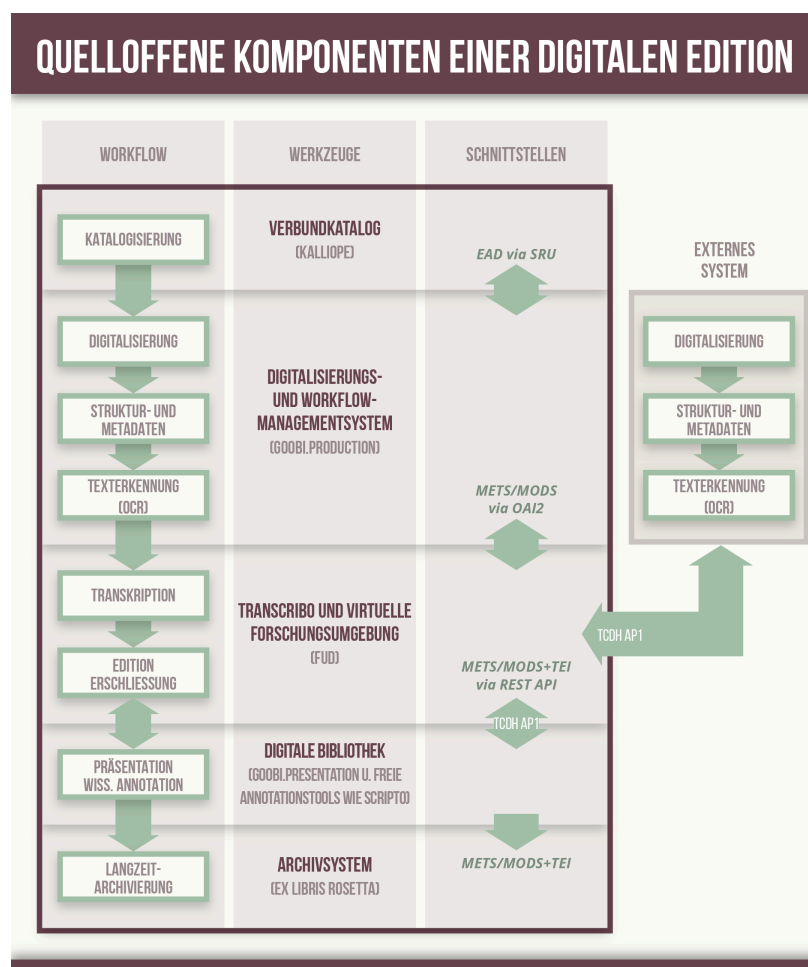 QUELLOFFENE KOMPONENTEN EINER DIGITALEN EDITION
WORKFLOW
WERKZEUGE
SCHNITTSTELLEN
KATALOGISIERUNG
VERBUNDKATALOG
(KALLIOPE)
EAD via SRU
DIGITALISIERUNG
STRUKTUR- UND
METADATEN
TEXTERKENNUNG
(OCR)
DIGITALISIERUNGS-
UND WORKFLOW-
MANAGEMENTSYSTEM
(GOOBI.PRODUCTION)
METS/MODS
via OAI2
TRANSKRIPTION
EDITION
ERSCHLIESSUNG
TRANSCRIBO UND VIRTUELLE
FORSCHUNGSUMGEBUNG
(FUD)
METS/MODS+TEI
via REST API
TCDH AP1
PRÄSENTATION
WISS. ANNOTATION
DIGITALE BIBLIOTHEK
(GOOBI.PRESENTATION U. FREIE
ANNOTATIONSTOOLS WIE SCRIPTO)
LANGZEIT-
ARCHIVIERUNG
ARCHIVSYSTEM
(EX LIBRIS ROSETTA)
METS/MODS+TEI
EXTERNES
SYSTEM
DIGITALISIERUNG
STRUKTUR- UND
METADATEN
TEXTERKENNUNG
(OCR)
TCDH AP1